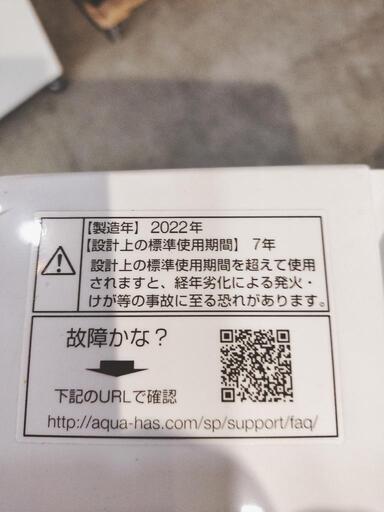 【製造年】 2022年
【設計上の標準使用期間】 7年
設計上の標準使用期間を超えて使用
されますと、経年劣化による発火・
けが等の事故に至る恐れがあります。
故障かな？
下記のURLで確認
http://aqua-has.com/sp/support/faq/